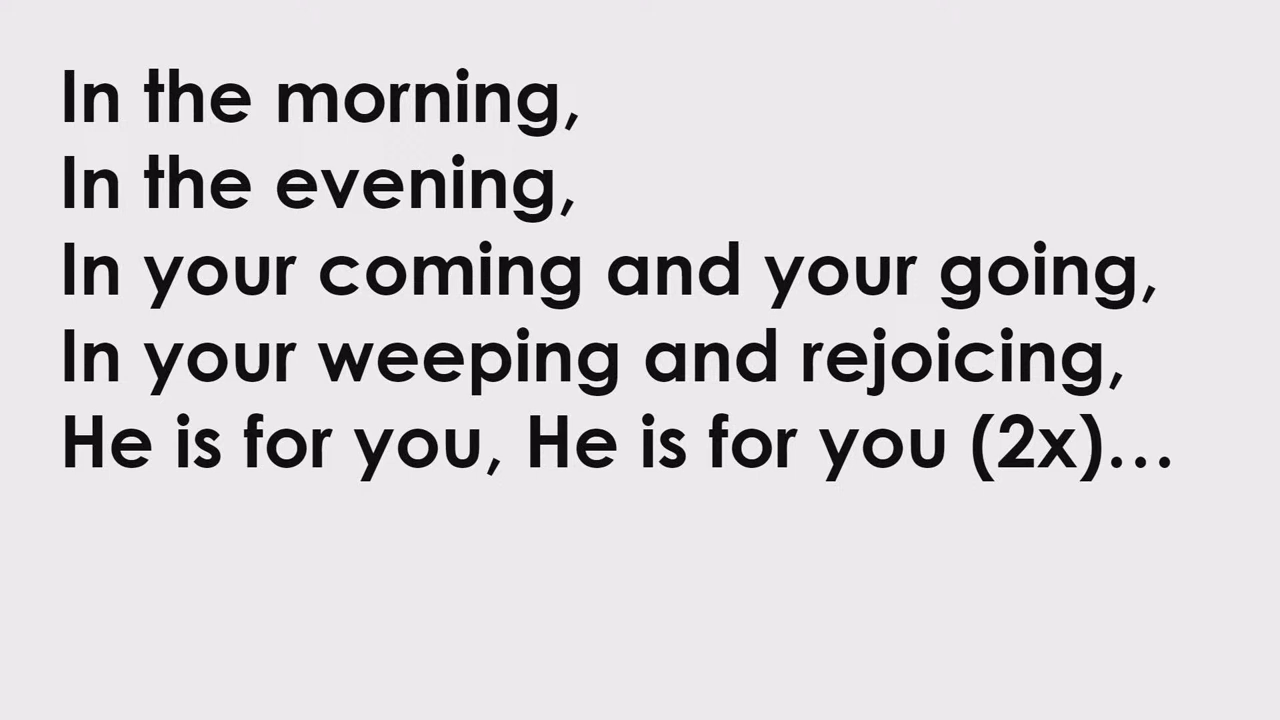 In the morning,
In the evening,
In your coming and your going,
In your weeping and rejoicing,
He is for you, He is for you (2x)...